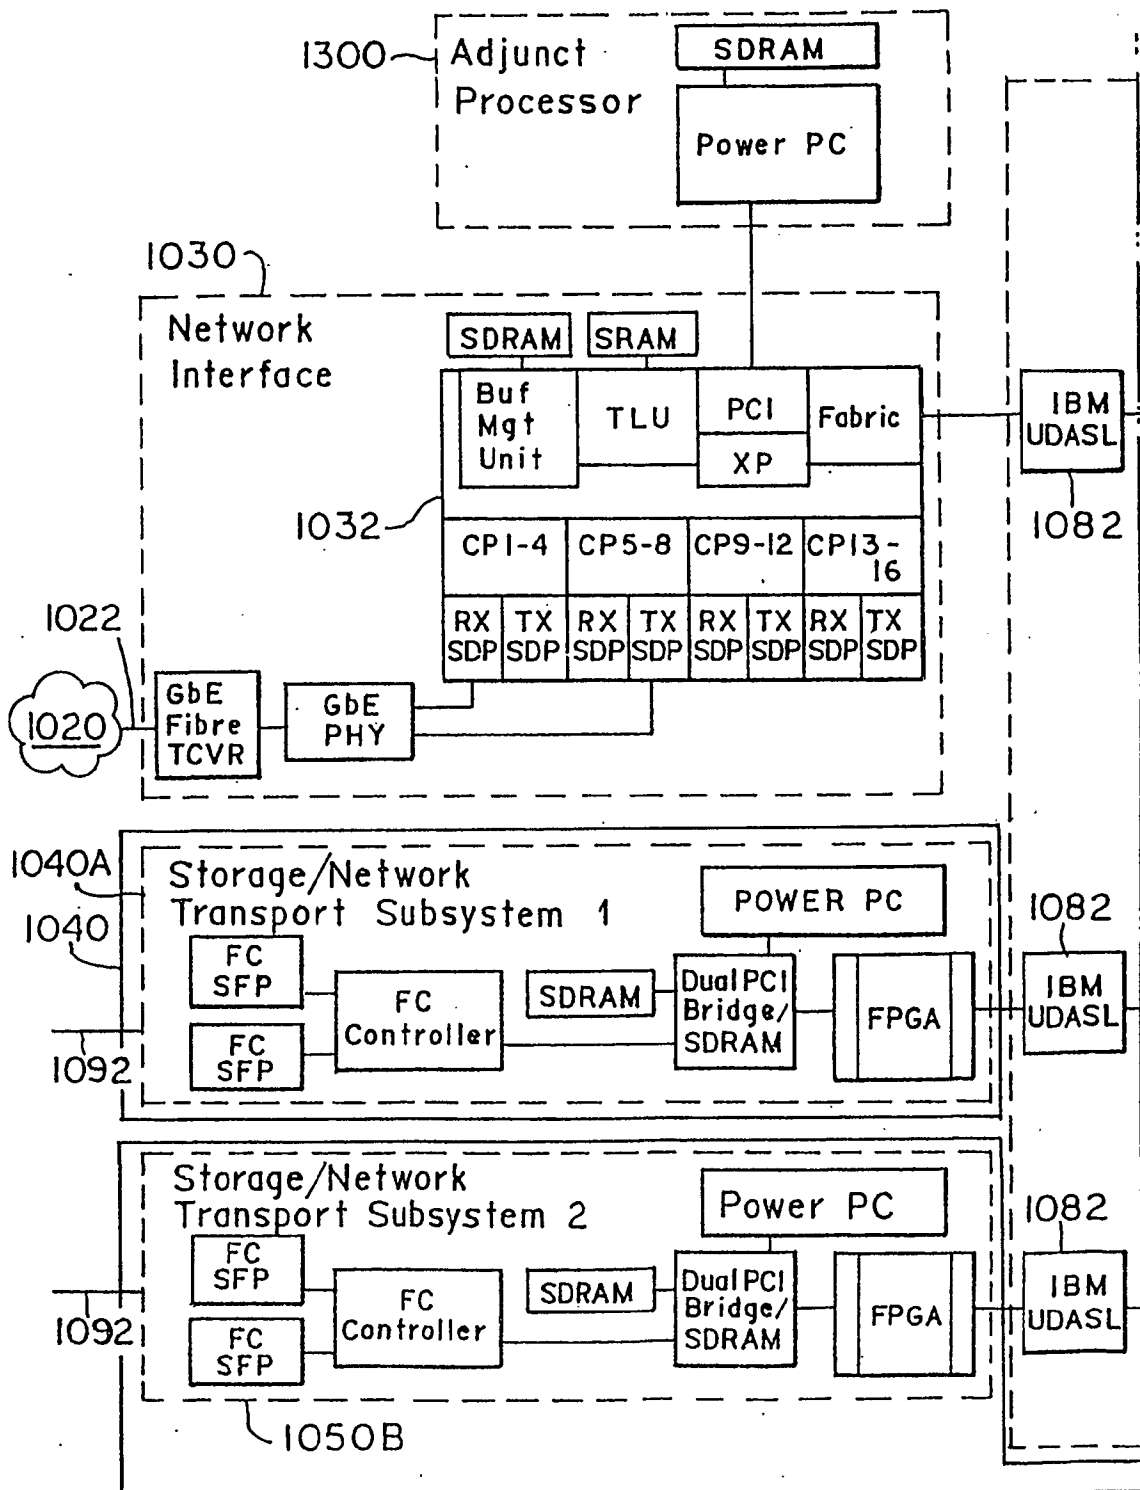 1300
Adjunct
Processor
SDRAM
Power PC
1030
Network
Interface
SDRAM
SRAM
Buf
Mgt
Unit
TLU
PCI
XP
Fabric
IBM
UDASL
1082
1032
CP1-4
CP5-8
CP9-12
CP13-
16
RX
SDP
TX
SDP
RX
SDP
TX
SDP
RX
SDP
TX
SDP
RX
SDP
TX
SDP
1022
1020
GbE
Fibre
TCVR
GbE
PHY
1040A
1040
1092
Storage/Network
Transport Subsystem 1
POWER PC
FC
SFP
FC
SFP
FC
Controller
SDRAM
Dual PCI
Bridge/
SDRAM
FPGA
1082
IBM
UDASL
Storage/Network
Transport Subsystem 2
Power PC
FC
SFP
FC
SFP
FC
Controller
SDRAM
Dual PCI
Bridge/
SDRAM
FPGA
1082
IBM
UDASL
1092
1050B